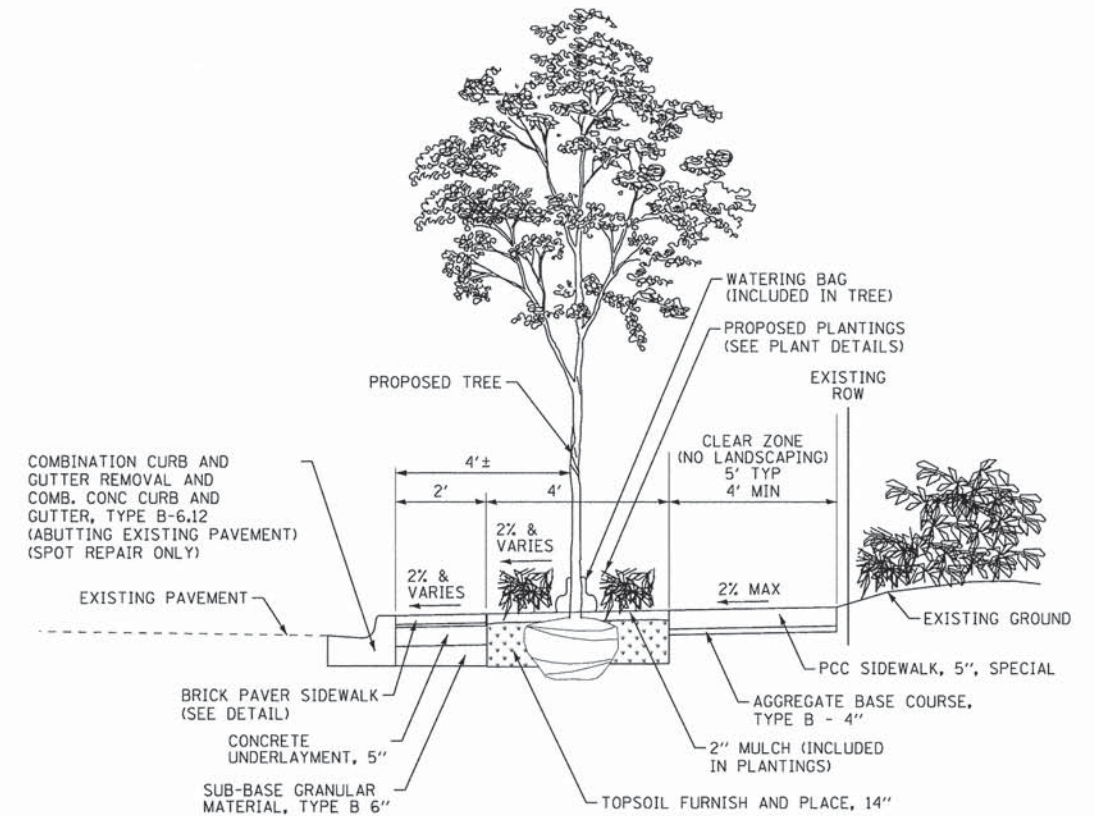 WATERING BAG
(INCLUDED IN TREE)
PROPOSED PLANTINGS
(SEE PLANT DETAILS)
EXISTING
ROW
PROPOSED TREE
CLEAR ZONE
(NO LANDSCAPING)
5' TYP
4' MIN
COMBINATION CURB AND
GUTTER REMOVAL AND
COMB. CONC CURB AND
GUTTER, TYPE B-6.12
(ABUTTING EXISTING PAVEMENT)
(SPOT REPAIR ONLY)
4'±
2'
4'
2% &
VARIES
2% &
VARIES
2% MAX
EXISTING PAVEMENT
EXISTING GROUND
BRICK PAVER SIDEWALK
(SEE DETAIL)
CONCRETE
UNDERLAYMENT, 5"
SUB-BASE GRANULAR
MATERIAL, TYPE B 6"
PCC SIDEWALK, 5", SPECIAL
AGGREGATE BASE COURSE,
TYPE B - 4"
2" MULCH (INCLUDED
IN PLANTINGS)
TOPSOIL FURNISH AND PLACE, 14"